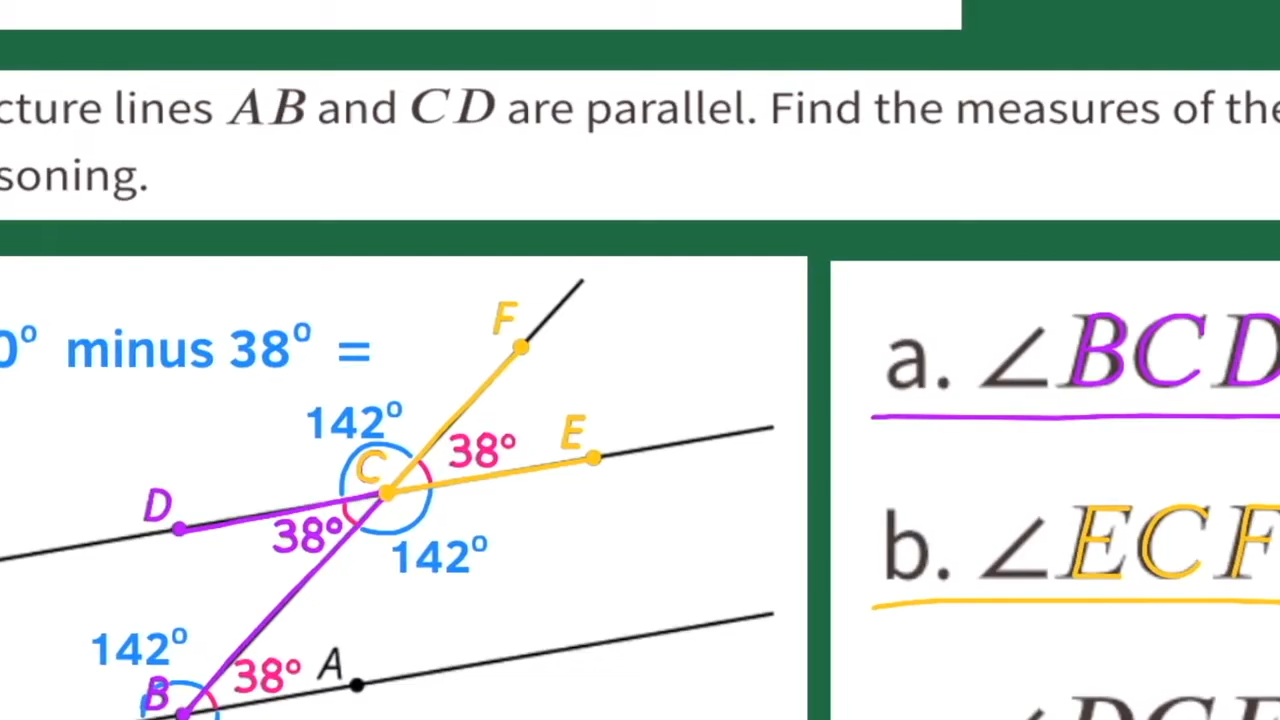 cture lines AB and CD are parallel. Find the measures of the
soning.
0° minus 38° =
F
142°
38°
E
C
D
38°
142°
142°
38°
A
B
a. ∠BCD
b. ∠ECF